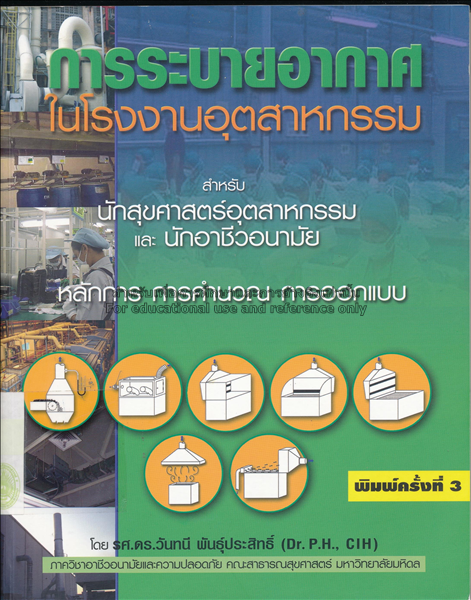 การระบายอากาศ
ในโรงงานอุตสาหกรรม
สำหรับ
นักสุขศาสตร์อุตสาหกรรม
และ นักอาชีวอนามัย
หลักการ การคำนวณ การออกแบบ
For educational use and reference only
พิมพ์ครั้งที่ 3
โดย รศ.ดร.วันทนี พันธุ์ประสิทธิ์ (Dr. P.H., CIH)
ภาควิชาอาชีวอนามัยและความปลอดภัย คณะสาธารณสุขศาสตร์ มหาวิทยาลัยมหิดล